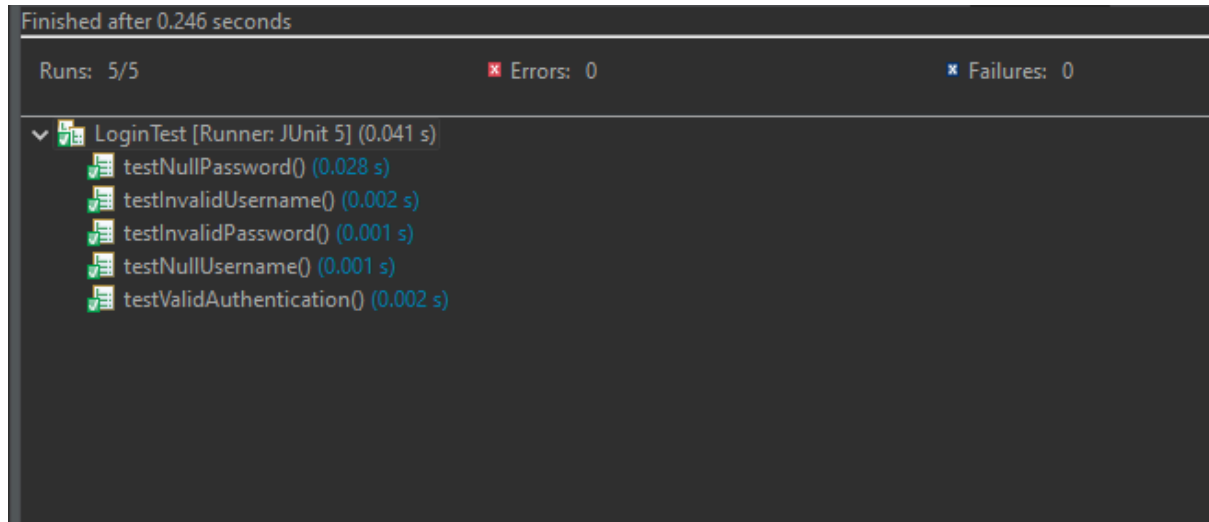 Finished after 0.246 seconds
Runs: 5/5 Errors: 0 Failures: 0
LoginTest [Runner: JUnit 5] (0.041 s)
testNullPassword() (0.028 s)
testInvalidUsername() (0.002 s)
testInvalidPassword() (0.001 s)
testNullUsername() (0.001 s)
testValidAuthentication() (0.002 s)